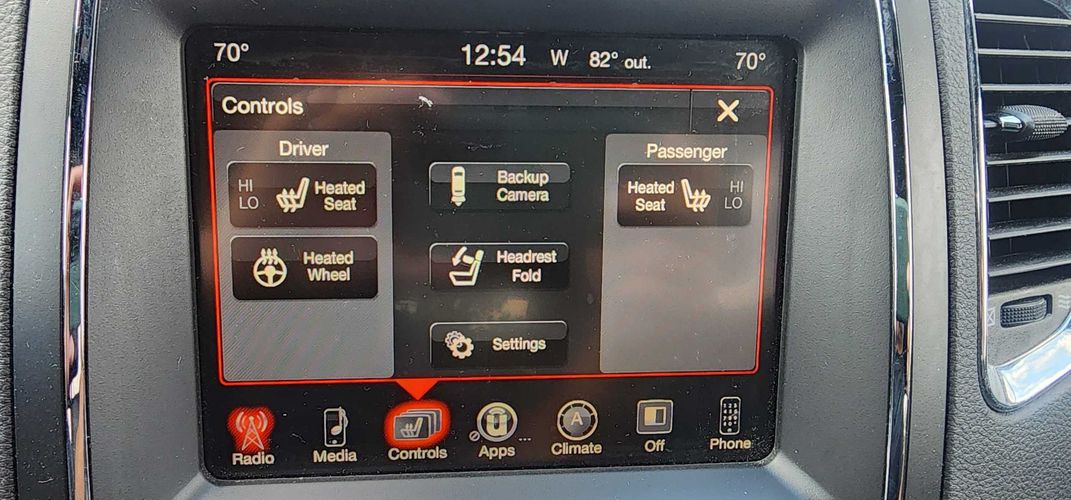 70° 12:54 W 82° out. 70°
Controls X
Driver
HI
LO
Heated
Seat
Heated
Wheel
Backup
Camera
Headrest
Fold
Settings
Passenger
Heated
Seat
HI
LO
Radio Media Controls Apps ... Climate Off Phone
A